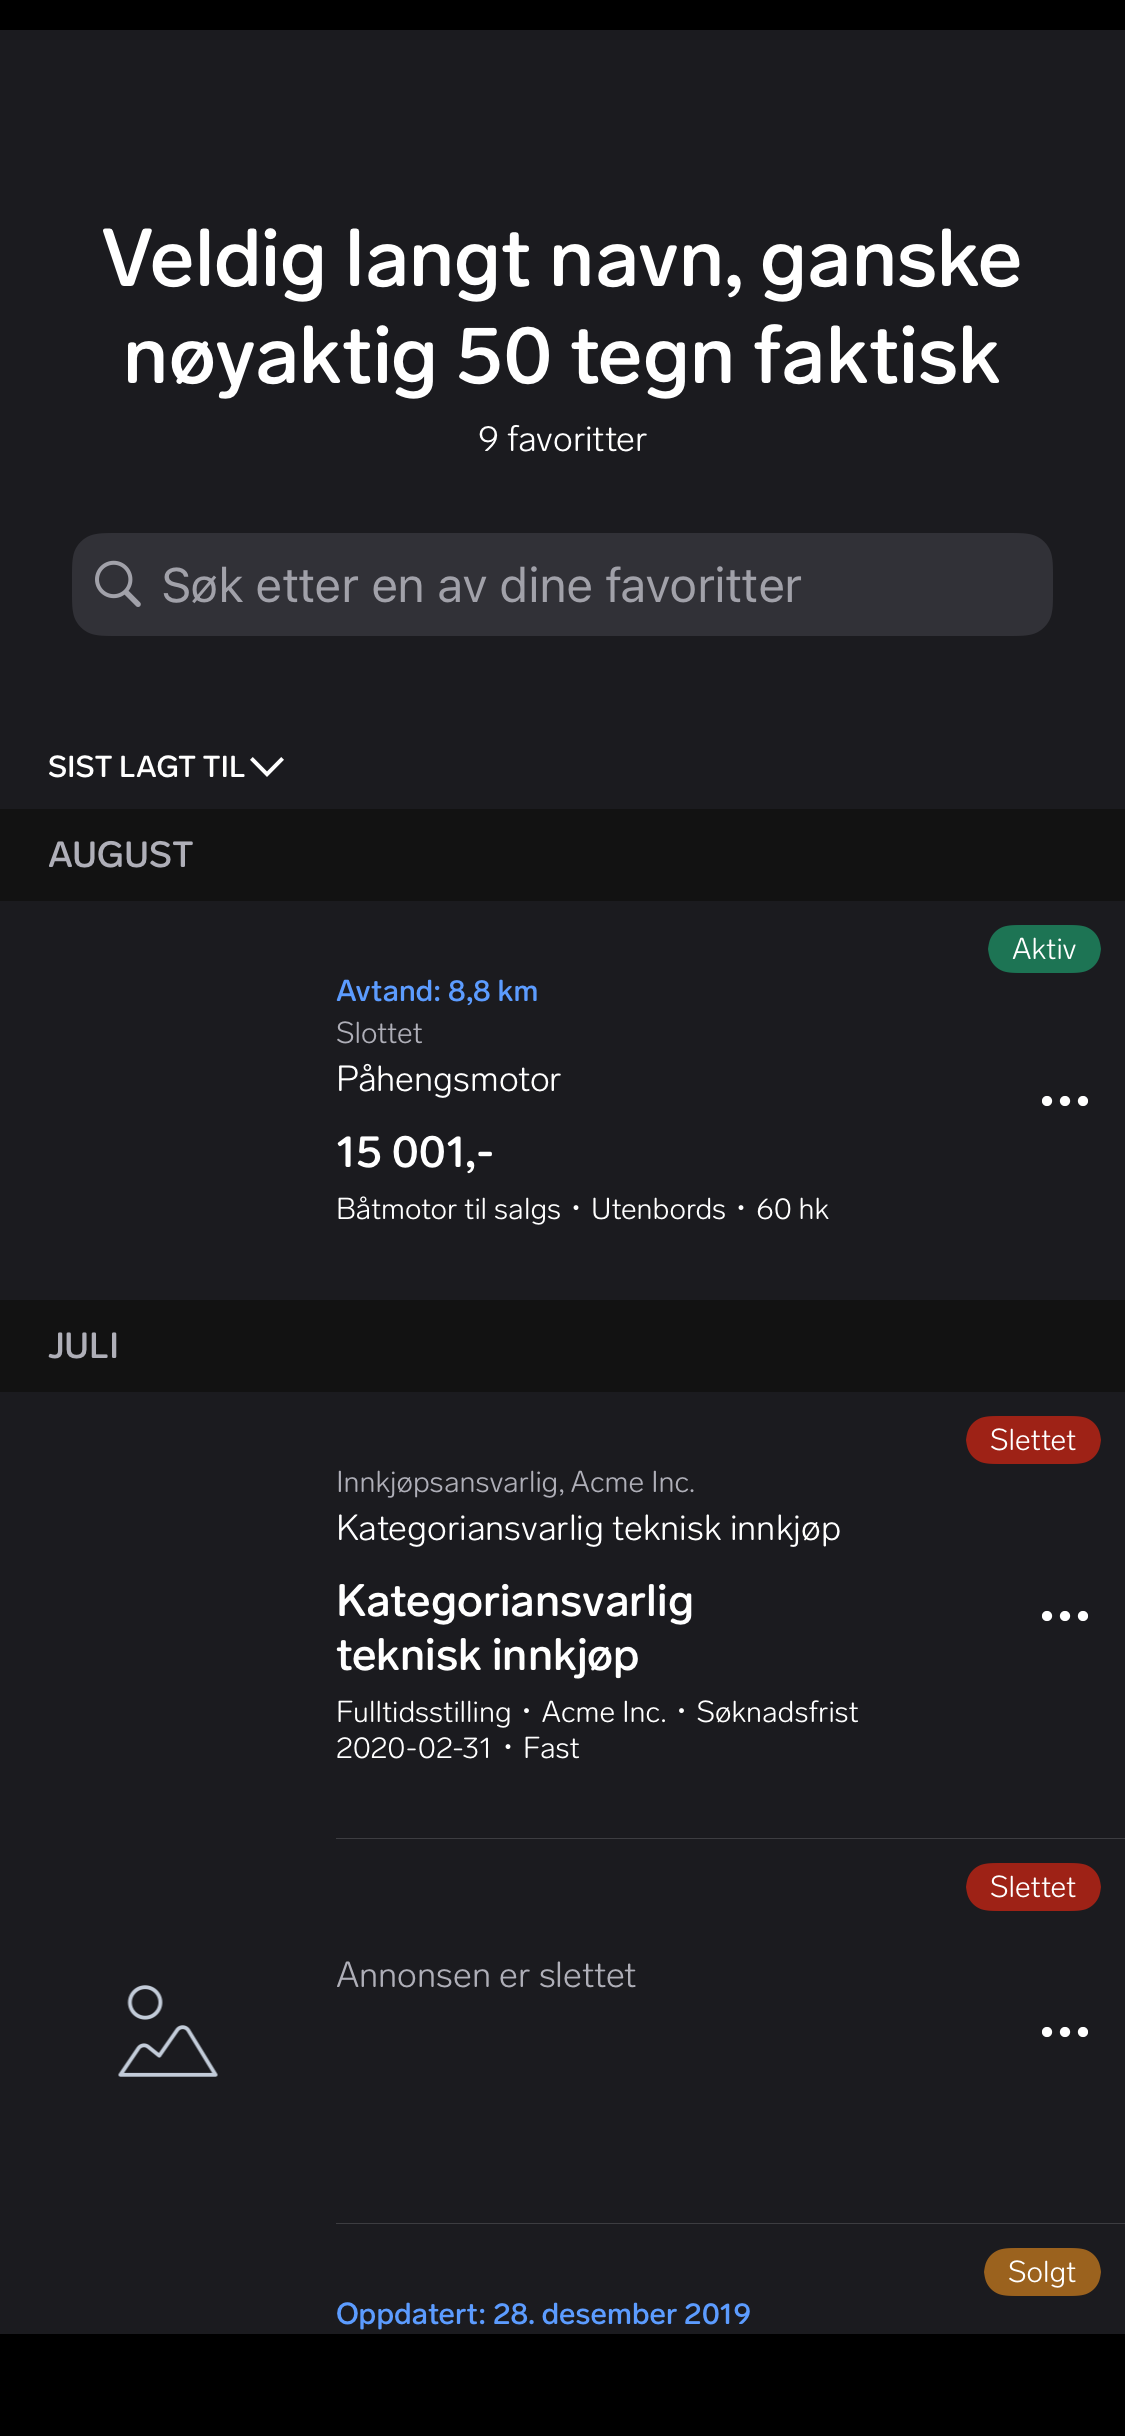 Veldig langt navn, ganske
nøyaktig 50 tegn faktisk
9 favoritter
Søk etter en av dine favoritter
SIST LAGT TIL
AUGUST
Aktiv
Avtand: 8,8 km
Slottet
Påhengsmotor
15 001,-
Båtmotor til salgs • Utenbords • 60 hk
JULI
Slettet
Innkjøpsansvarlig, Acme Inc.
Kategoriansvarlig teknisk innkjøp
Kategoriansvarlig
teknisk innkjøp
Fulltidsstilling • Acme Inc. • Søknadsfrist
2020-02-31 • Fast
Slettet
Annonsen er slettet
Solgt
Oppdatert: 28. desember 2019